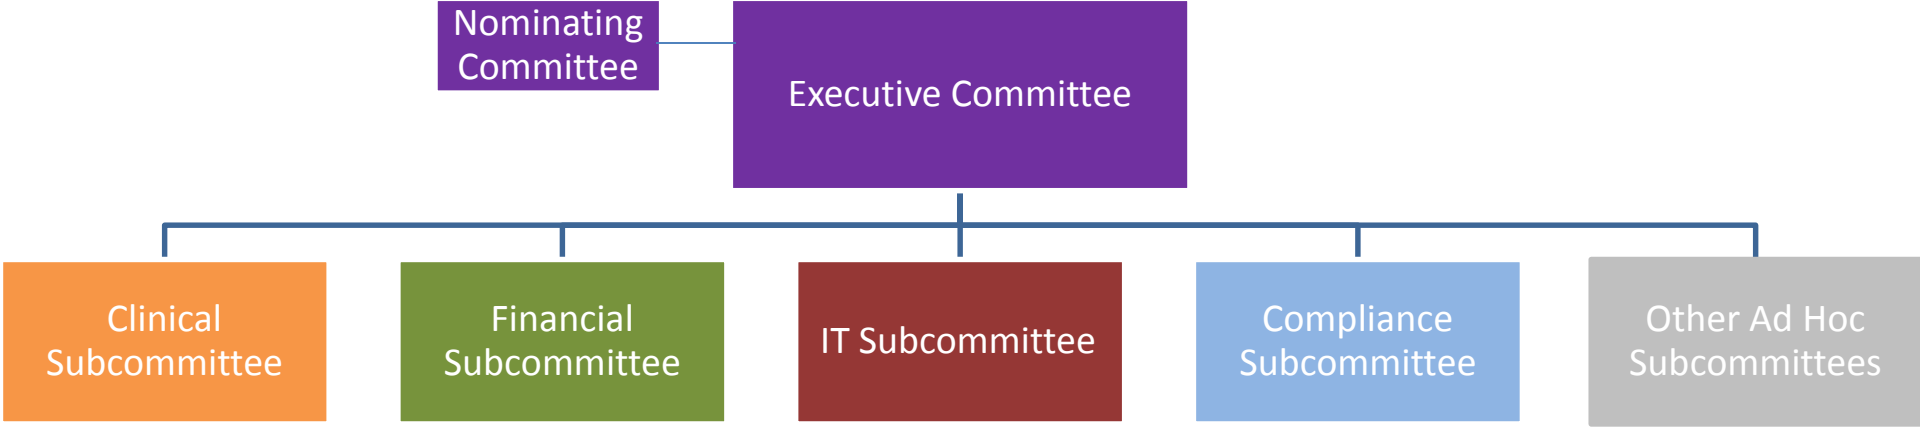 Nominating
Committee
Executive Committee
Clinical
Subcommittee
Financial
Subcommittee
IT Subcommittee
Compliance
Subcommittee
Other Ad Hoc
Subcommittees